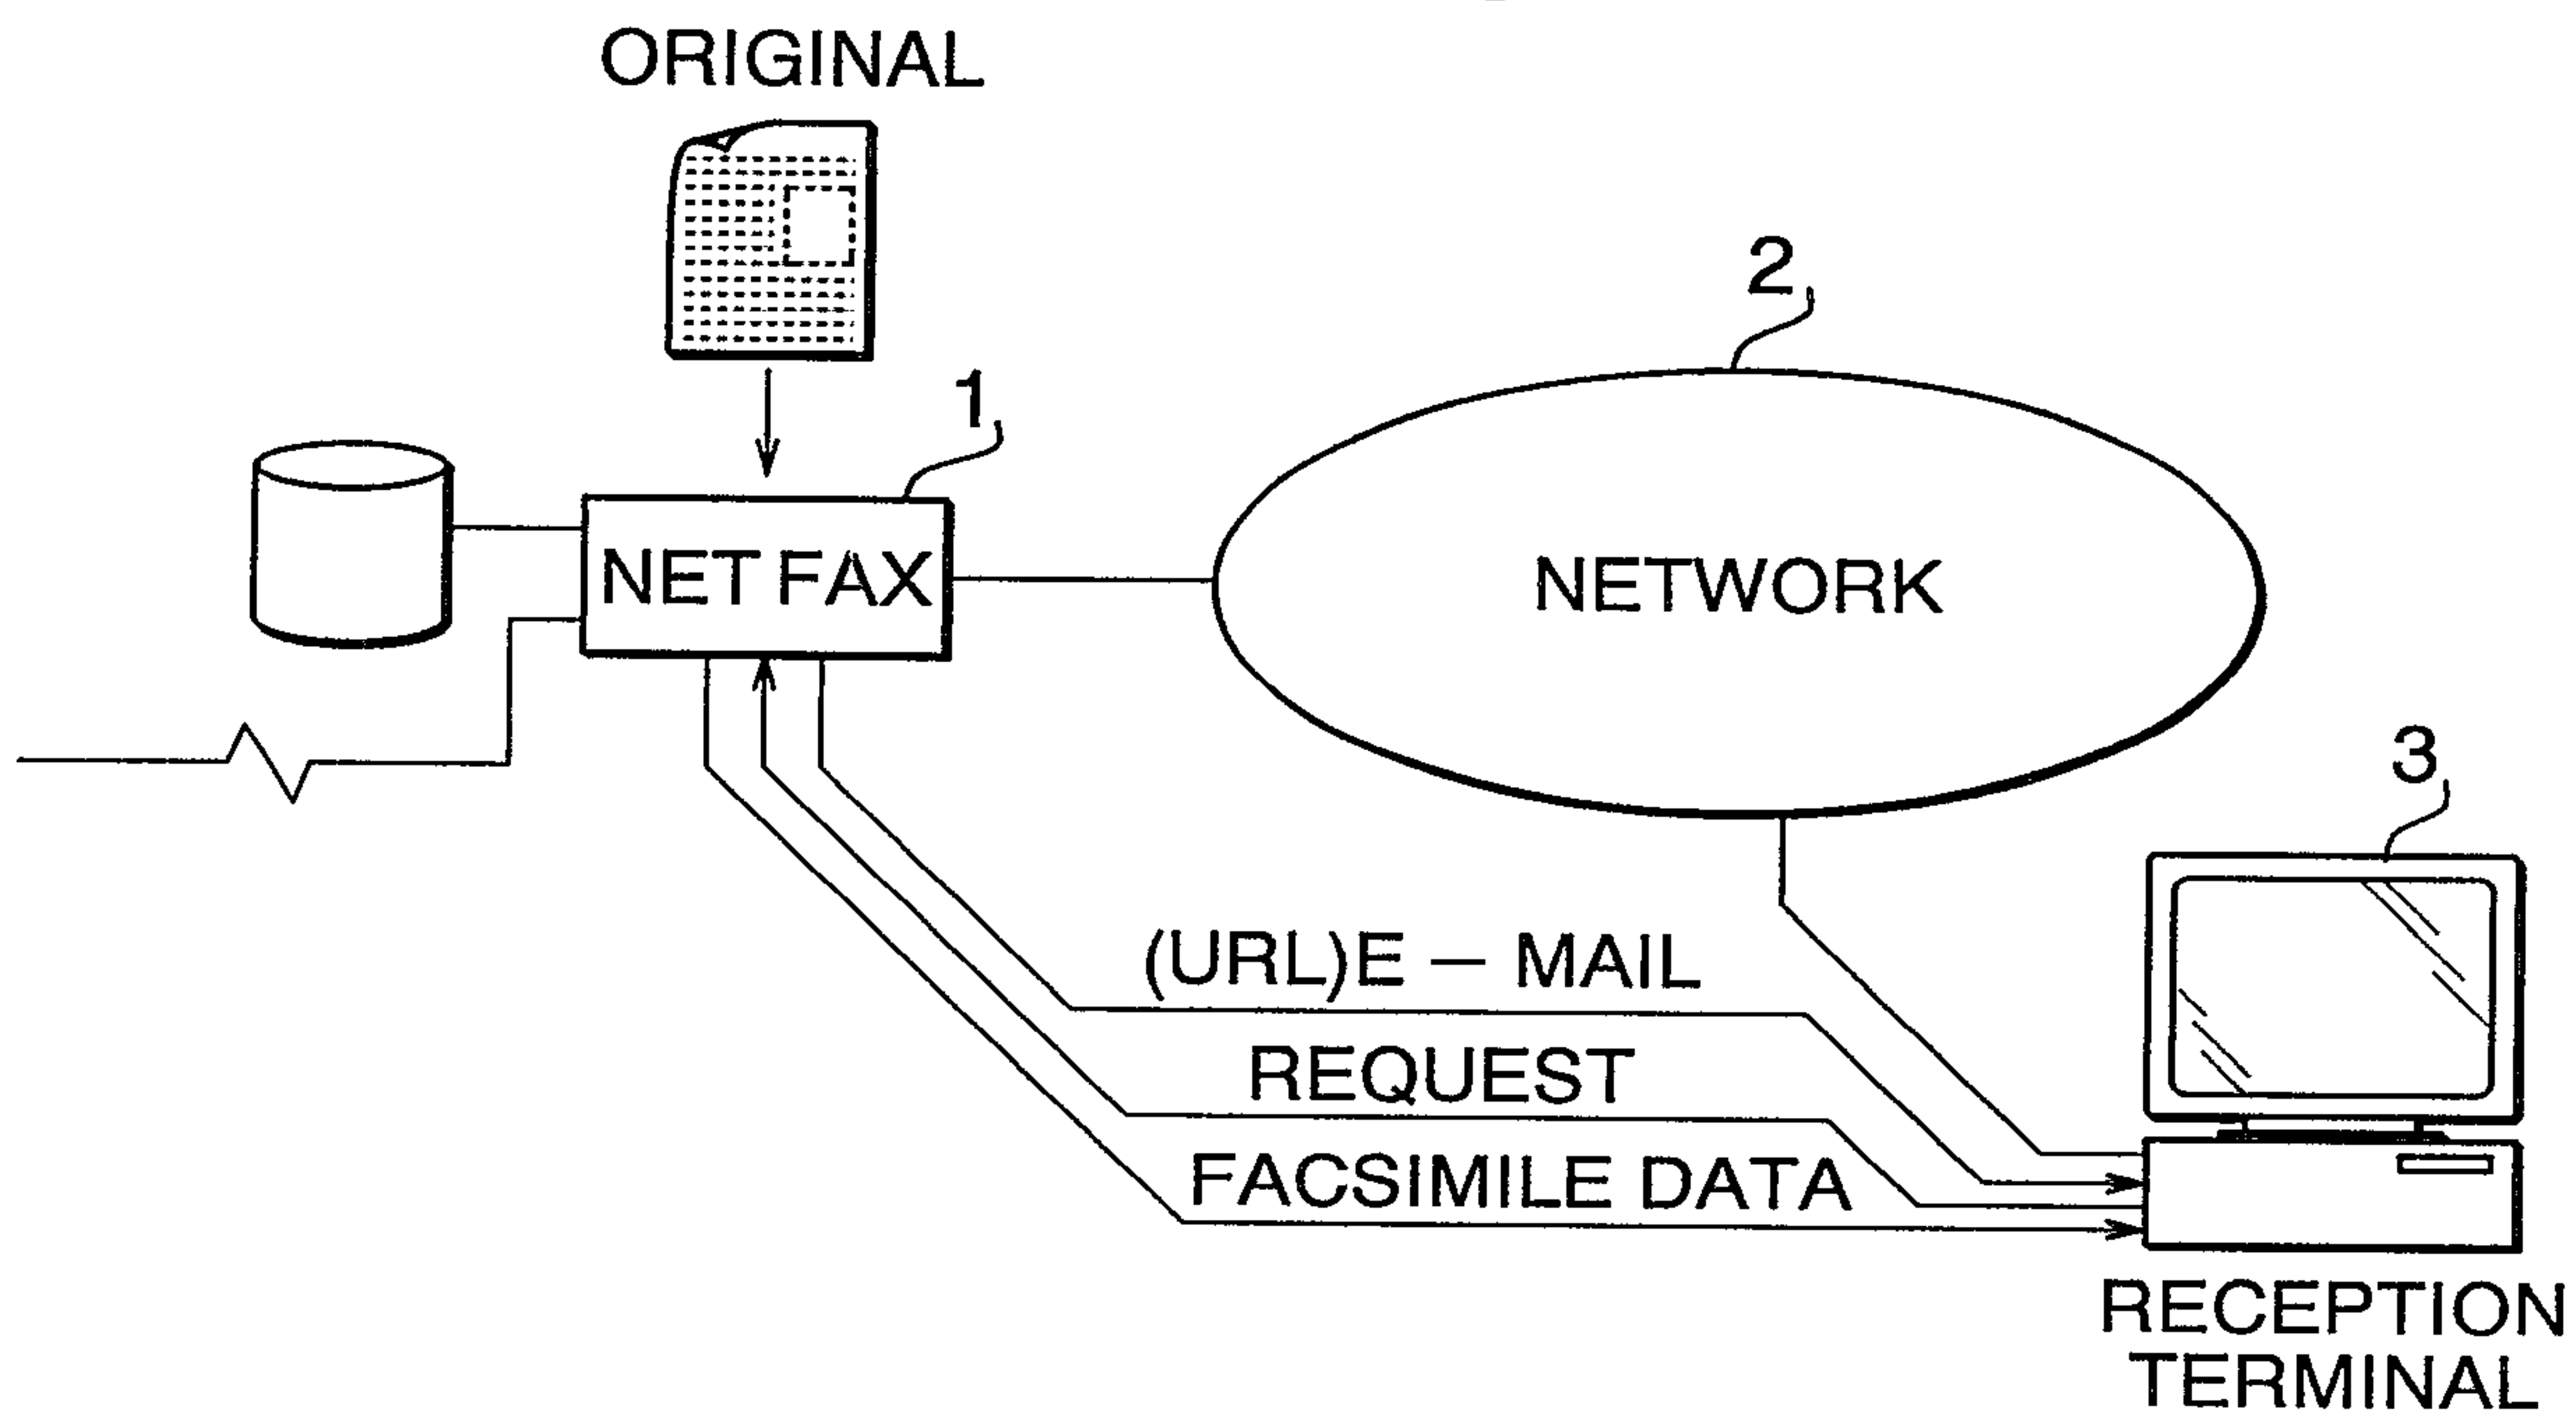 ORIGINAL
2
1
NET FAX
NETWORK
3
(URL)E – MAIL
REQUEST
FACSIMILE DATA
RECEPTION
TERMINAL